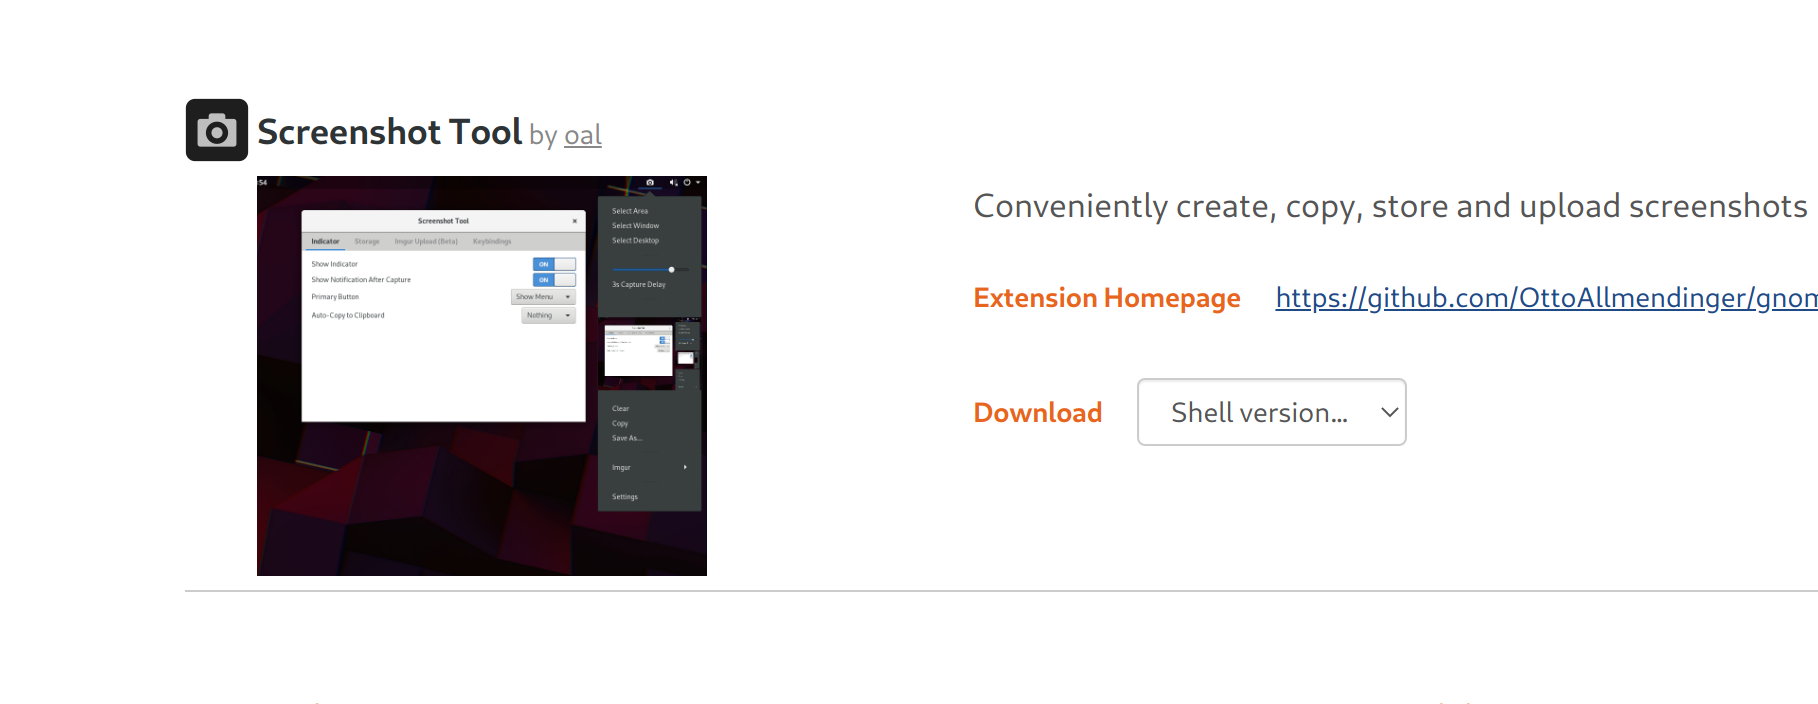 Screenshot Tool by oal
54
Screenshot Tool
Indicator Storage Imgur Upload (Beta) Keybindings
Show Indicator ON
Show Notification After Capture ON
Primary Button Show Menu
Auto-Copy to Clipboard Nothing
Select Area
Select Window
Select Desktop
3s Capture Delay
Clear
Copy
Save As...
Imgur
Settings
Conveniently create, copy, store and upload screenshots
Extension Homepage https://github.com/OttoAllmendinger/gnom
Download Shell version...